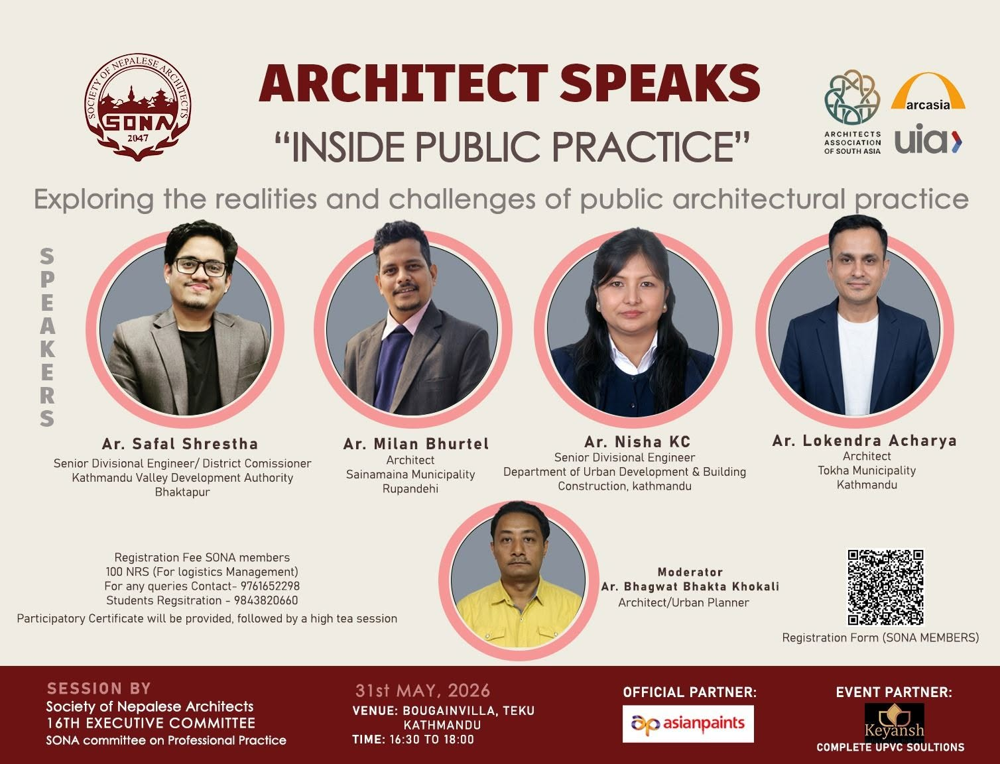 SOCIETY OF NEPALESE ARCHITECTS
SONA
2047
ARCHITECT SPEAKS
“INSIDE PUBLIC PRACTICE”
ARCHITECTS
ASSOCIATION
OF SOUTH ASIA
arcasia
uia
Exploring the realities and challenges of public architectural practice
SPEAKERS
Ar. Safal Shrestha
Senior Divisional Engineer/ District Comissioner
Kathmandu Valley Development Authority
Bhaktapur
Ar. Milan Bhurtel
Architect
Sainamaina Municipality
Rupandehi
Ar. Nisha KC
Senior Divisional Engineer
Department of Urban Development & Building
Construction, kathmandu
Ar. Lokendra Acharya
Architect
Tokha Municipality
Kathmandu
Registration Fee SONA members
100 NRS (For logistics Management)
For any queries Contact- 9761652298
Students Regsitration - 9843820660
Participatory Certificate will be provided, followed by a high tea session
Moderator
Ar. Bhagwat Bhakta Khokali
Architect/Urban Planner
Registration Form (SONA MEMBERS)
SESSION BY
Society of Nepalese Architects
16TH EXECUTIVE COMMITTEE
SONA committee on Professional Practice
31st MAY, 2026
VENUE: BOUGAINVILLA, TEKU
KATHMANDU
TIME: 16:30 TO 18:00
OFFICIAL PARTNER:
ap asianpaints
EVENT PARTNER:
Keyansh
COMPLETE UPVC SOULTIONS